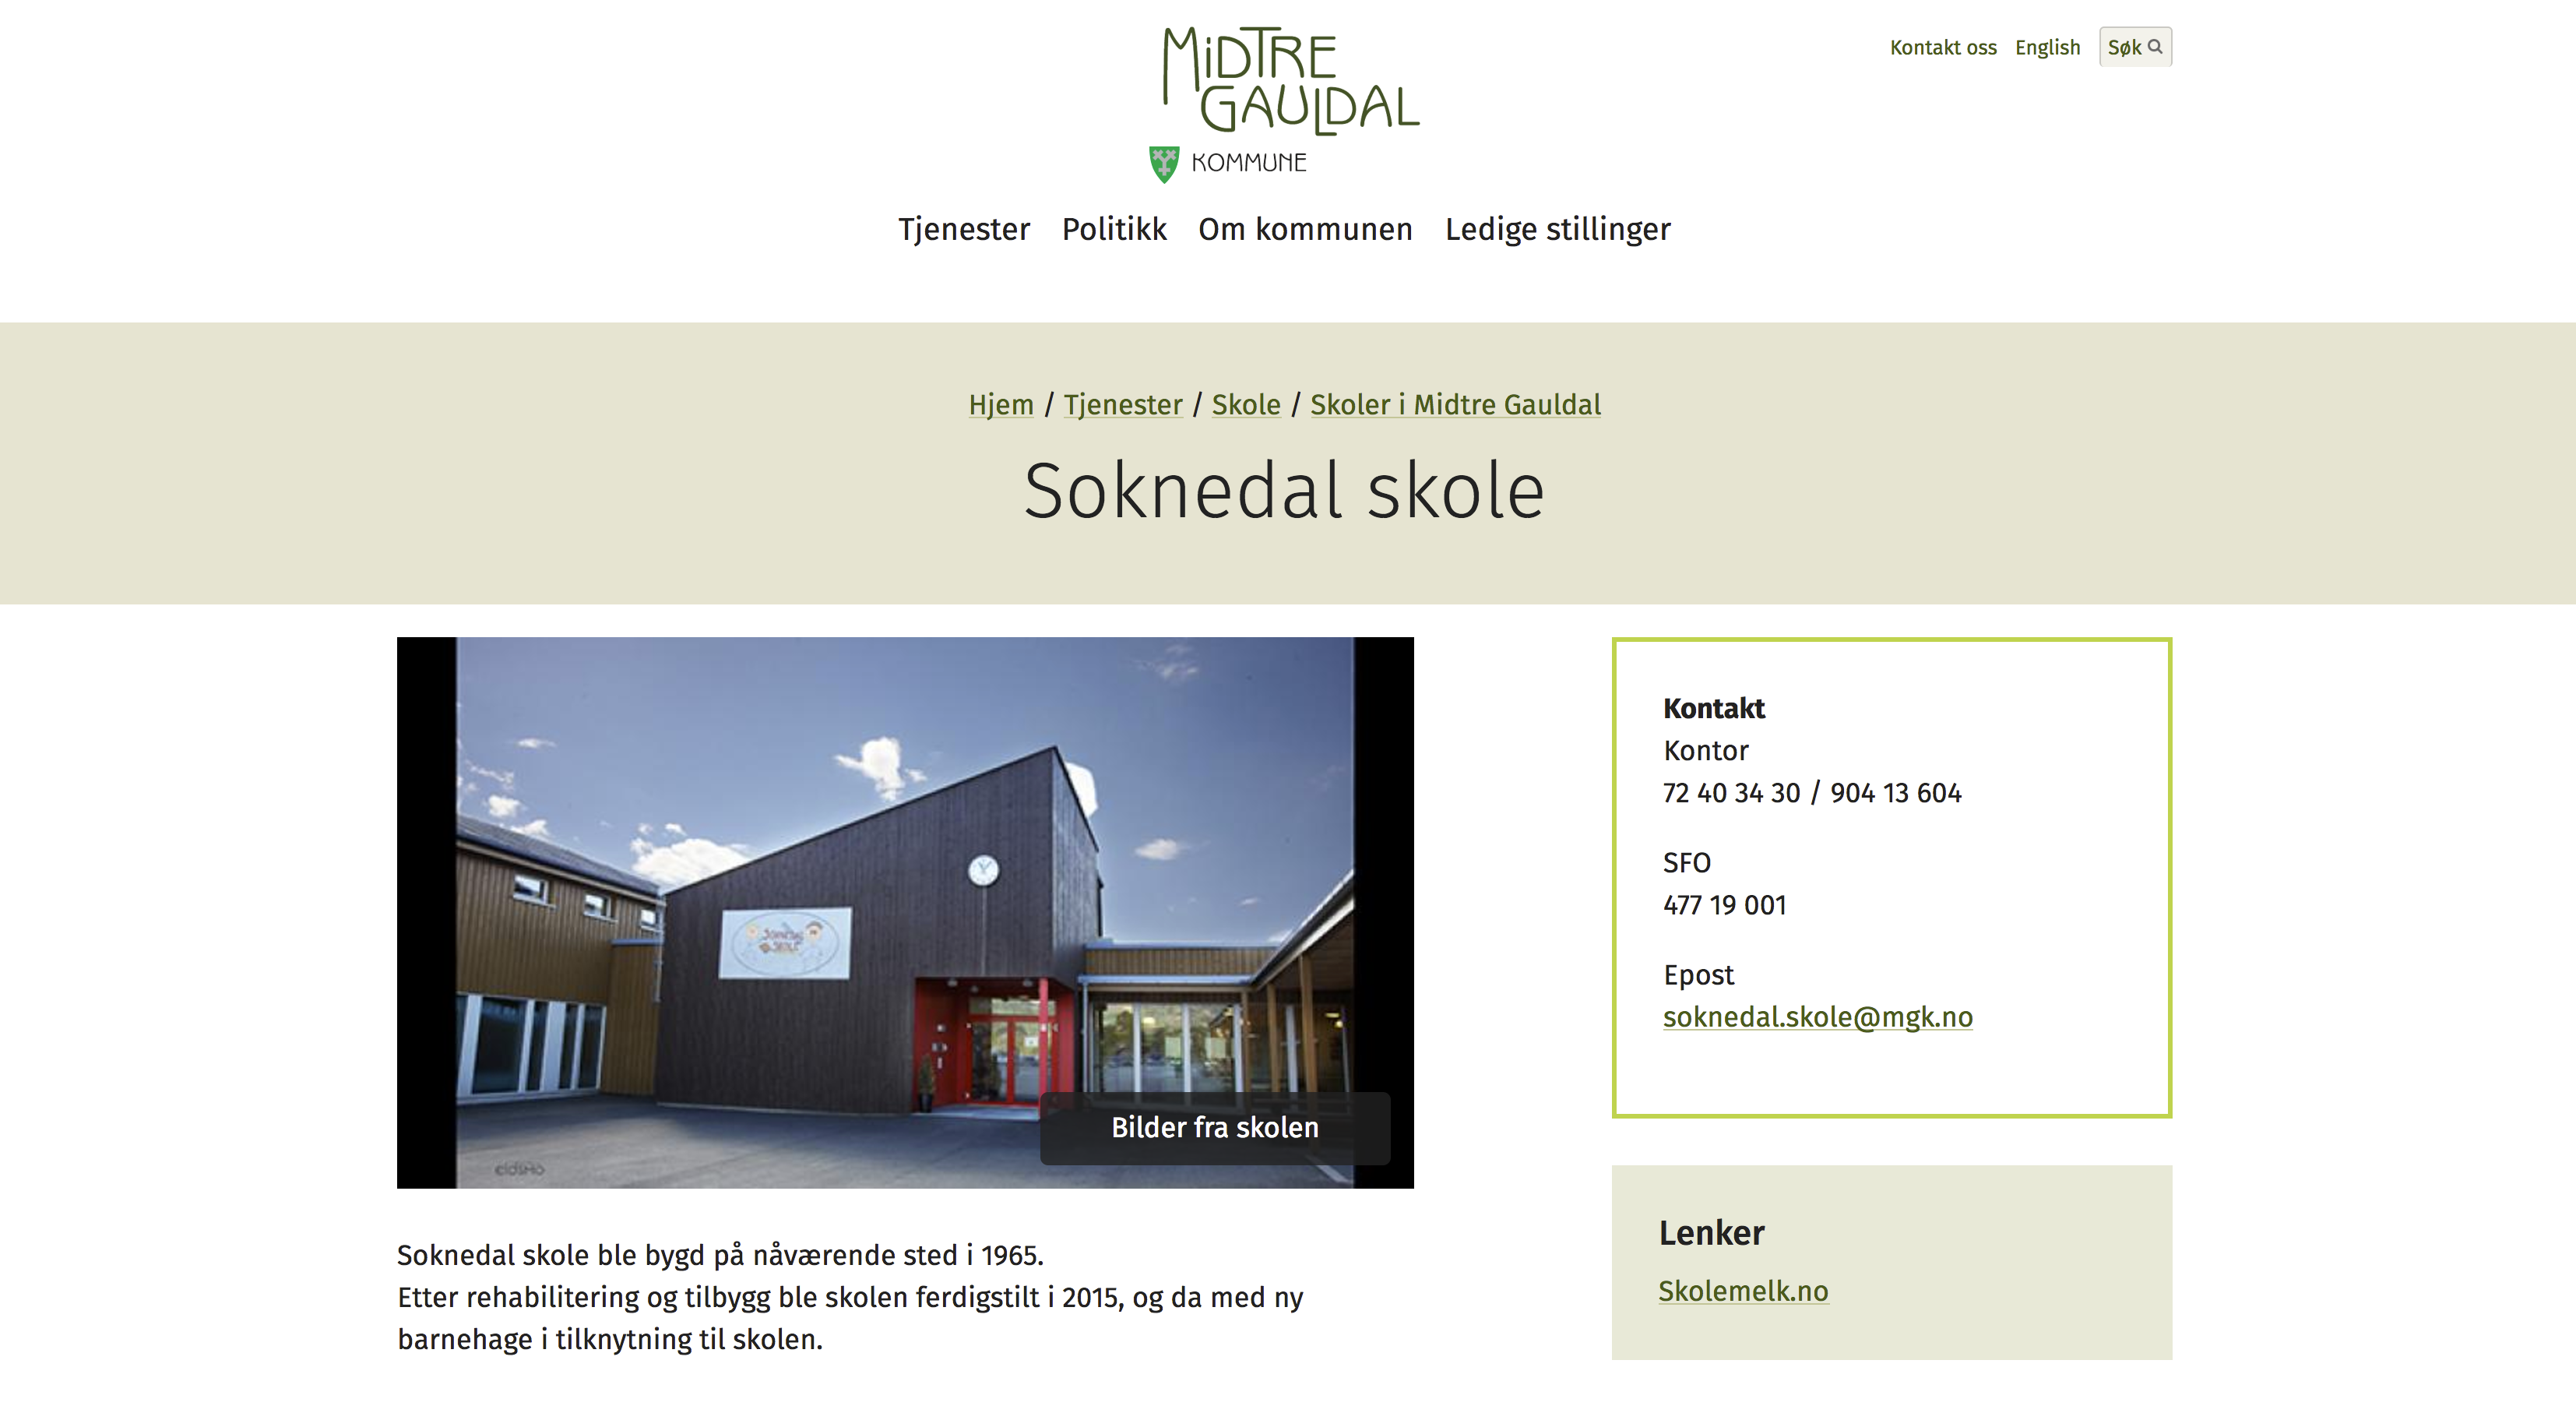 MIDTRE
GAULDAL
KOMMUNE
Kontakt oss English Søk
Tjenester Politikk Om kommunen Ledige stillinger
Hjem / Tjenester / Skole / Skoler i Midtre Gauldal
Soknedal skole
SOKNEDAL
SKOLE
Bilder fra skolen
eidsmo
Soknedal skole ble bygd på nåværende sted i 1965.
Etter rehabilitering og tilbygg ble skolen ferdigstilt i 2015, og da med ny
barnehage i tilknytning til skolen.
Kontakt
Kontor
72 40 34 30 / 904 13 604
SFO
477 19 001
Epost
soknedal.skole@mgk.no
Lenker
Skolemelk.no